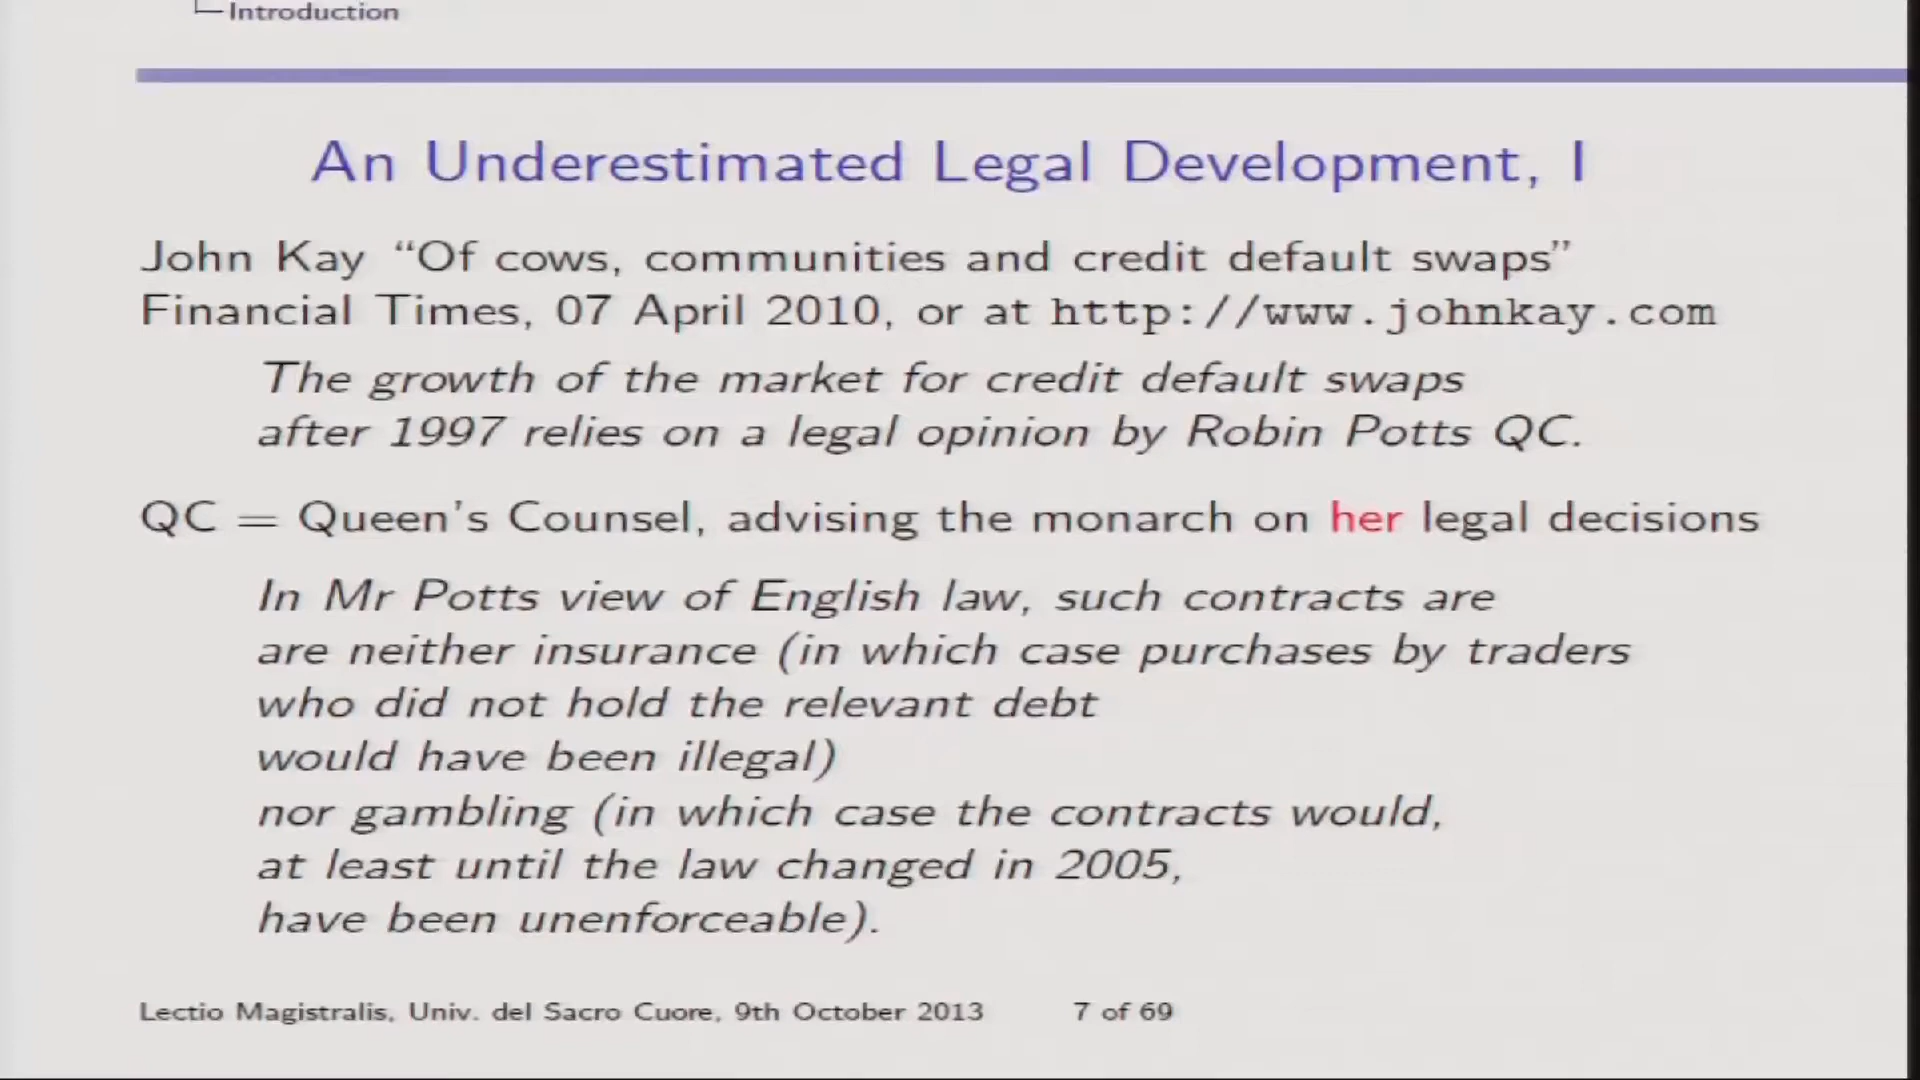 Introduction
An Underestimated Legal Development, I
John Kay “Of cows, communities and credit default swaps”
Financial Times, 07 April 2010, or at http://www.johnkay.com
The growth of the market for credit default swaps
after 1997 relies on a legal opinion by Robin Potts QC.
QC = Queen's Counsel, advising the monarch on her legal decisions
In Mr Potts view of English law, such contracts are
are neither insurance (in which case purchases by traders
who did not hold the relevant debt
would have been illegal)
nor gambling (in which case the contracts would,
at least until the law changed in 2005,
have been unenforceable).
Lectio Magistralis, Univ. del Sacro Cuore, 9th October 2013 7 of 69